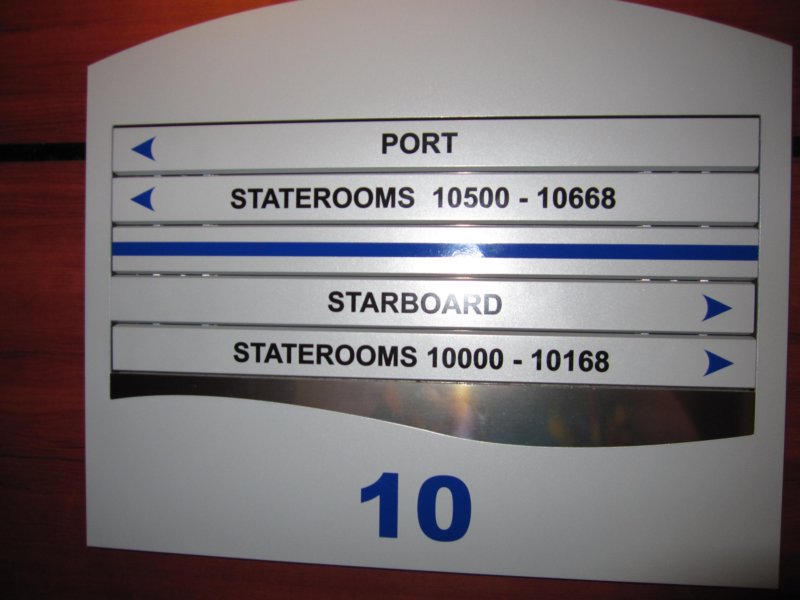 PORT
STATEROOMS 10500 - 10668
STARBOARD
STATEROOMS 10000 - 10168
10